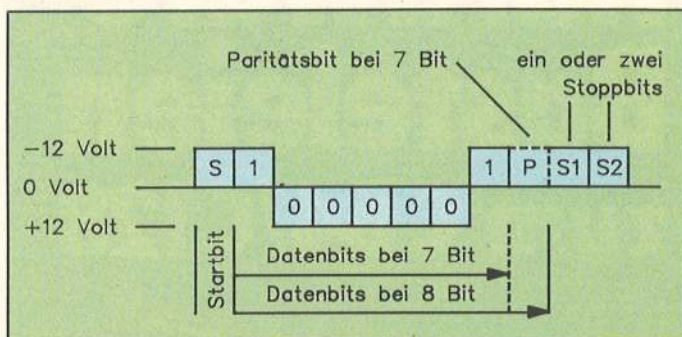 Paritätsbit bei 7 Bit
ein oder zwei
Stoppbits
−12 Volt
0 Volt
+12 Volt
S 1 0 0 0 0 0 1 P S1 S2
Startbit
Datenbits bei 7 Bit
Datenbits bei 8 Bit